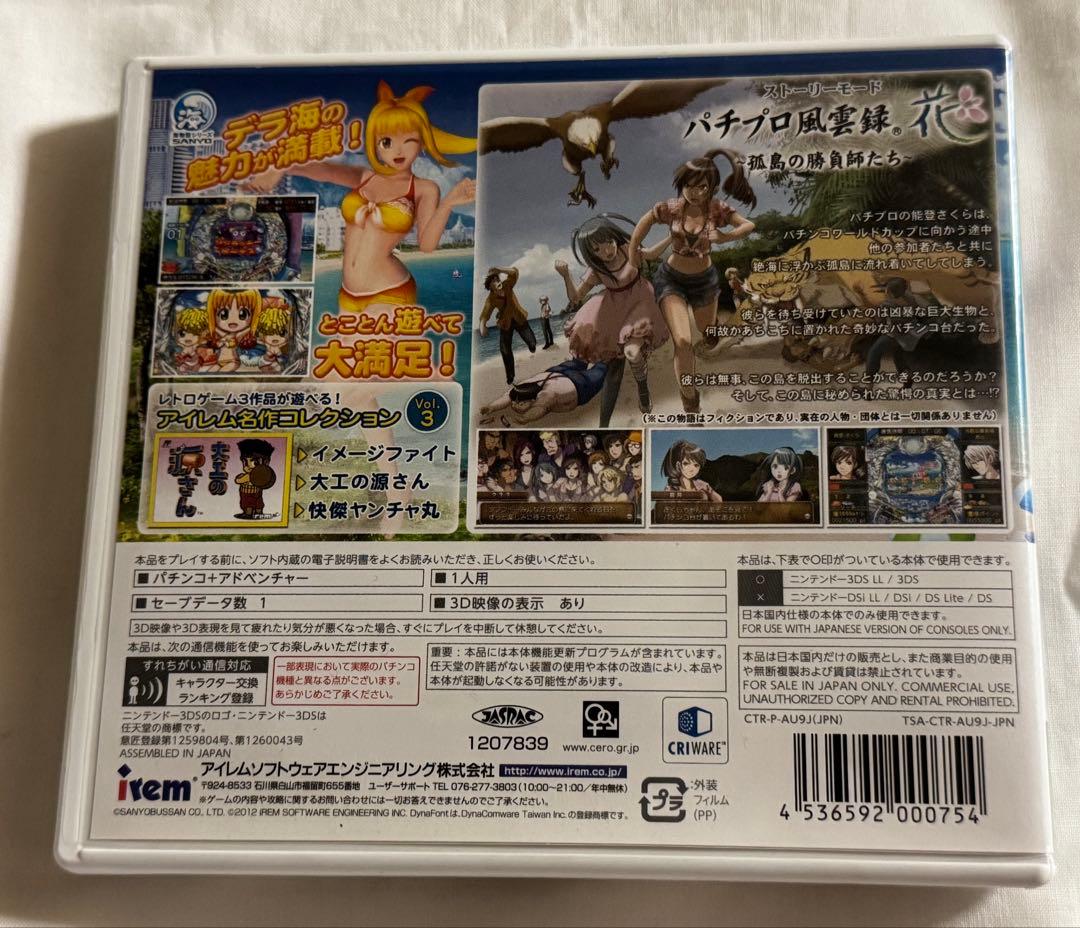 海物語シリーズ
SANYO
デラ海の
魅力が満載！
とことん遊べて
大満足！
レトロゲーム3作品が遊べる！
アイレム名作コレクション
Vol.
3
大工の
源さん
irem
イメージファイト
大工の源さん
快傑ヤンチャ丸
ストーリーモード
パチプロ風雲録® 花
~孤島の勝負師たち~
パチプロの能登さくらは、
パチンコワールドカップに向かう途中
他の参加者たちと共に
絶海に浮かぶ孤島に流れ着いてしてしまう。
彼らを待ち受けていたのは凶暴な巨大生物と、
何故かあちこちに置かれた奇妙なパチンコ台だった。
彼らは無事、この島を脱出することができるのだろうか？
そして、この島に秘められた驚愕の真実とは…!?
(※この物語はフィクションであり、実在の人物・団体とは一切関係ありません)
本品をプレイする前に、ソフト内蔵の電子説明書をよくお読みいただき、正しくお使いください。
■パチンコ+アドベンチャー
■1人用
■セーブデータ数 1
■3D映像の表示 あり
3D映像や3D表現を見て疲れたり気分が悪くなった場合、すぐにプレイを中断して休憩してください。
本品は、次の通信機能を使ってお楽しみいただけます。
すれちがい通信対応
キャラクター交換
ランキング登録
一部表現において実際のパチンコ
機種と異なる点がございます。
あらかじめご了承ください。
重要：本品には本体機能更新プログラムが含まれています。
任天堂の許諾がない装置の使用や本体の改造により、本品や
本体が起動しなくなる可能性があります。
ニンテンドー3DSのロゴ・ニンテンドー3DSは
任天堂の商標です。
意匠登録第1259804号、第1260043号
ASSEMBLED IN JAPAN
本品は、下表で〇印がついている本体で使用できます。
〇 ニンテンドー3DS LL / 3DS
× ニンテンドーDSi LL / DSi / DS Lite / DS
日本国内仕様の本体でのみ使用できます。
FOR USE WITH JAPANESE VERSION OF CONSOLES ONLY.
本品は日本国内だけの販売とし、また商業目的の使用
や無断複製および賃貸は禁止されています。
FOR SALE IN JAPAN ONLY. COMMERCIAL USE,
UNAUTHORIZED COPY AND RENTAL PROHIBITED.
CTR-P-AU9J(JPN)
TSA-CTR-AU9J-JPN
JASRAC
1207839
www.cero.gr.jp
CRIWARE
irem
アイレムソフトウェアエンジニアリング株式会社
http://www.irem.co.jp/
〒924-8533 石川県白山市福留町655番地 ユーザーサポート TEL 076-277-3803 (10:00～21:00／年中無休)
※ゲームの内容や攻略に関するお問い合わせには一切お答えできませんのでご了承ください。
©SANYOBUSSAN CO., LTD. ©2012 IREM SOFTWARE ENGINEERING INC. DynaFontは、DynaComware Taiwan Inc. の登録商標です。
プラ
:外装
フィルム
(PP)
4 536592 000754